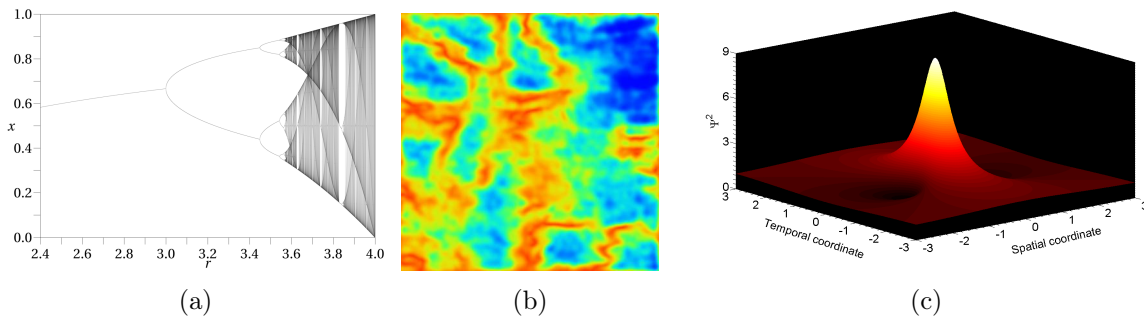 1.0
0.8
0.6
x
0.4
0.2
0.0
2.4 2.6 2.8 3.0 3.2 3.4 3.6 3.8 4.0
r
(a)
(b)
9
6
Ψ²
3
0
3 2 1 0 -1 -2 -3
Temporal coordinate
-3 -2 -1 0 1 2 3
Spatial coordinate
(c)